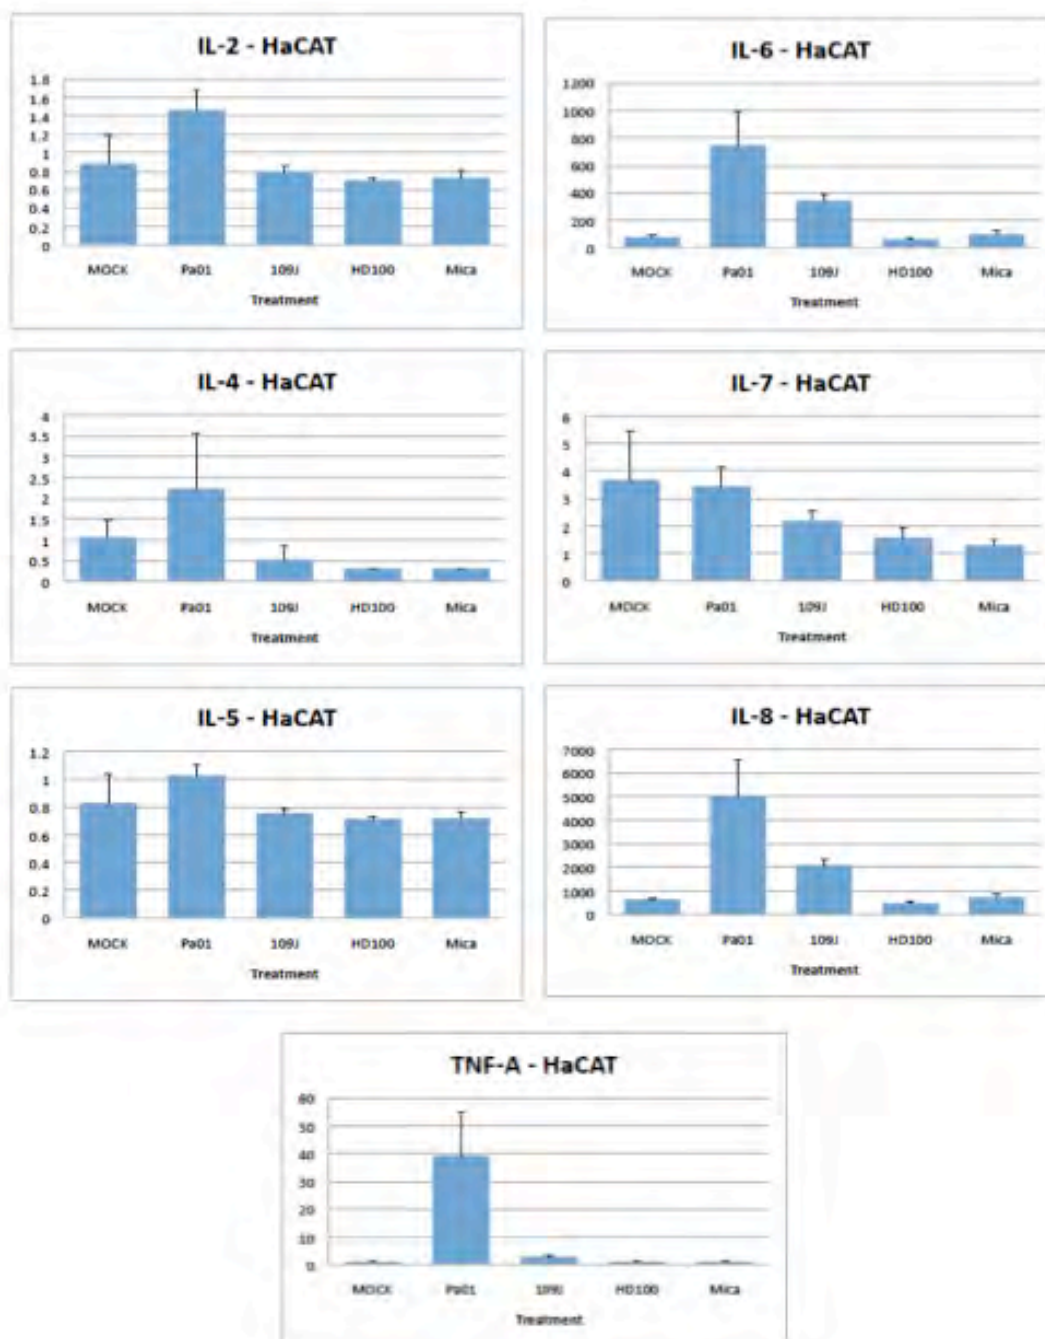 IL-2 - HaCAT
1.8
1.6
1.4
1.2
1
0.8
0.6
0.4
0.2
0
MOCK Pa01 109J HD100 Mica
Treatment
IL-6 - HaCAT
1200
1000
800
600
400
200
0
MOCK Pa01 109J HD100 Mica
Treatment
IL-4 - HaCAT
4
3.5
3
2.5
2
1.5
1
0.5
0
MOCK Pa01 109J HD100 Mica
Treatment
IL-7 - HaCAT
6
5
4
3
2
1
0
MOCK Pa01 109J HD100 Mica
Treatment
IL-5 - HaCAT
1.2
1
0.8
0.6
0.4
0.2
0
MOCK Pa01 109J HD100 Mica
Treatment
IL-8 - HaCAT
7000
6000
5000
4000
3000
2000
1000
0
MOCK Pa01 109J HD100 Mica
Treatment
TNF-A - HaCAT
60
50
40
30
20
10
0
MOCK Pa01 109J HD100 Mica
Treatment